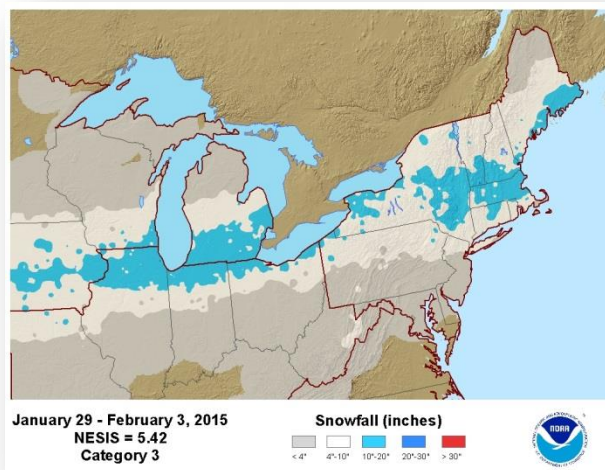 January 29 - February 3, 2015
NESIS = 5.42
Category 3
Snowfall (inches)
< 4"
4"-10"
10"-20"
20"-30"
> 30"
NOAA